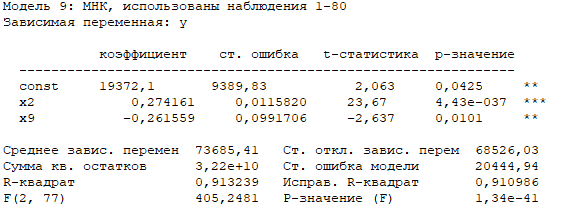 Модель 9: МНК, использованы наблюдения 1-80
Зависимая переменная: y
коэффициент ст. ошибка t-статистика p-значение
----------------------------------------------------------------
const 19372,1 9389,83 2,063 0,0425 **
x2 0,274161 0,0115820 23,67 4,43e-037 ***
x9 -0,261559 0,0991706 -2,637 0,0101 **
Среднее завис. перемен 73685,41 Ст. откл. завис. перем 68526,03
Сумма кв. остатков 3,22e+10 Ст. ошибка модели 20444,94
R-квадрат 0,913239 Исправ. R-квадрат 0,910986
F(2, 77) 405,2481 P-значение (F) 1,34e-41